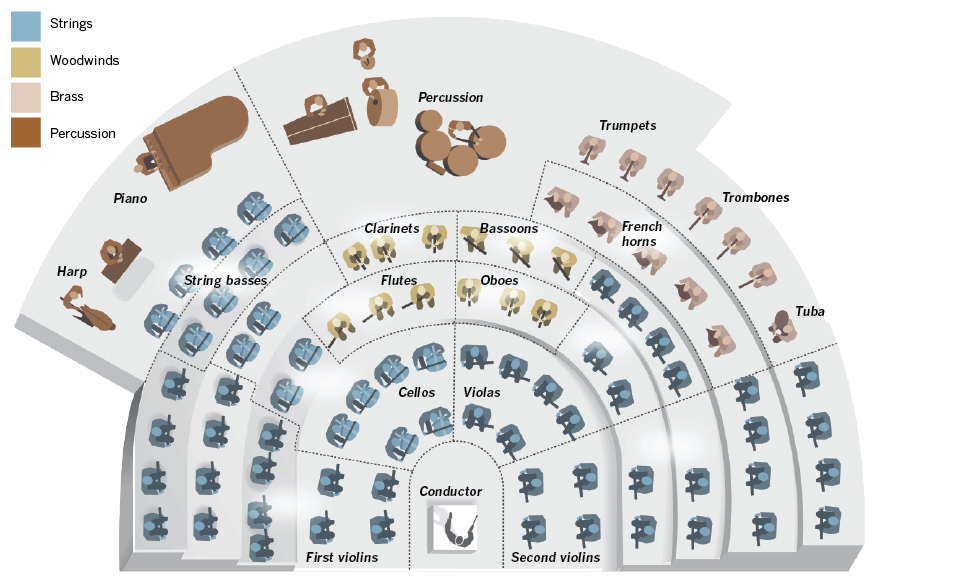 Strings
Woodwinds
Brass
Percussion
Percussion
Trumpets
Piano
Trombones
Clarinets
Bassoons
French
horns
Harp
String basses
Flutes
Oboes
Tuba
Cellos
Violas
Conductor
First violins
Second violins